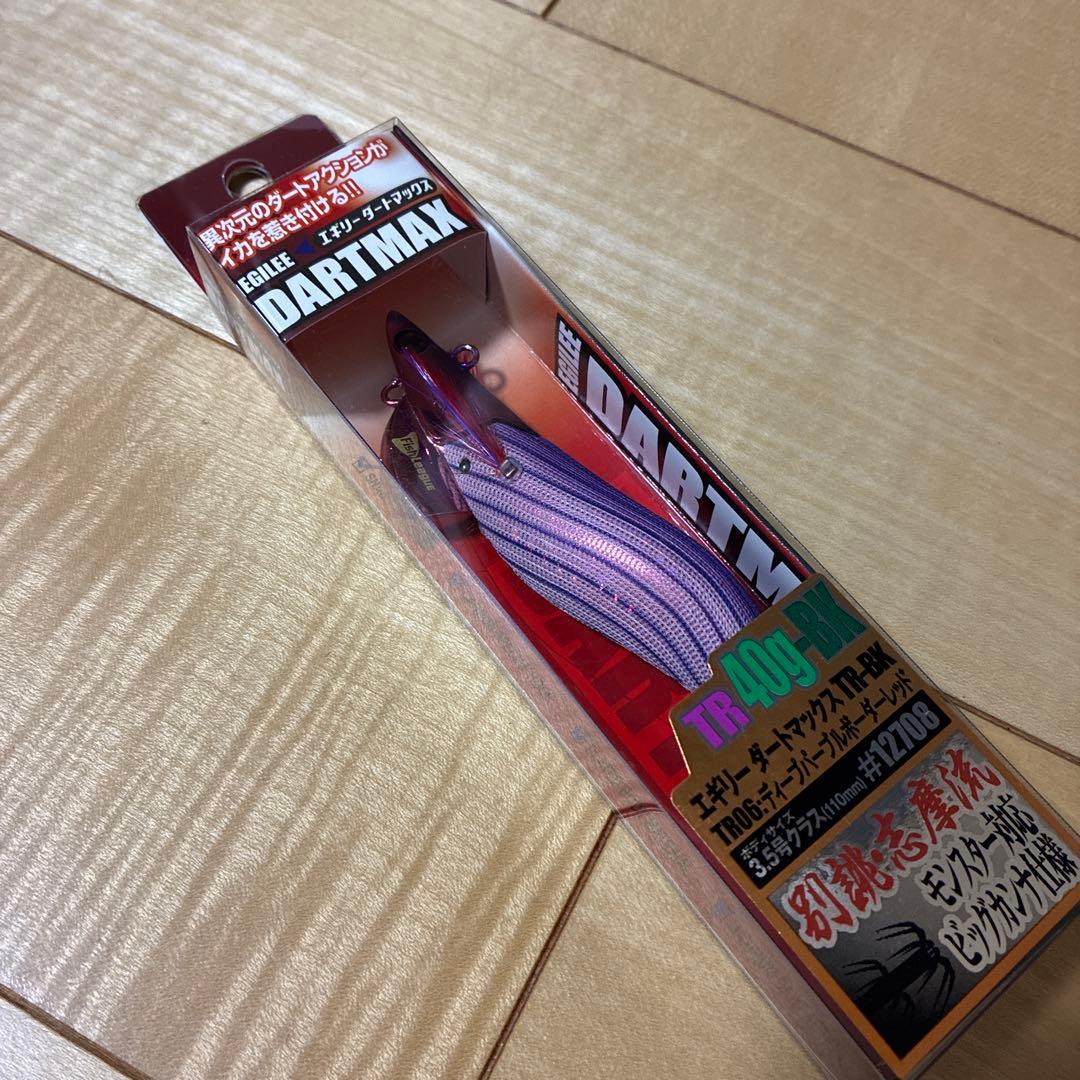 異次元のダートアクションが
イカを惹き付ける!!
EGILEE エギリー ダートマックス
DARTMAX
EGILEE
DARTM
FishLeague
TR40g-BK
エギリー ダートマックス TR-BK
TR06:ディープパープルボーダーレッド
ボディサイズ
3.5号クラス(110mm) #12708
別誂・志摩流
モンスター対応
ビッグカンナ仕様